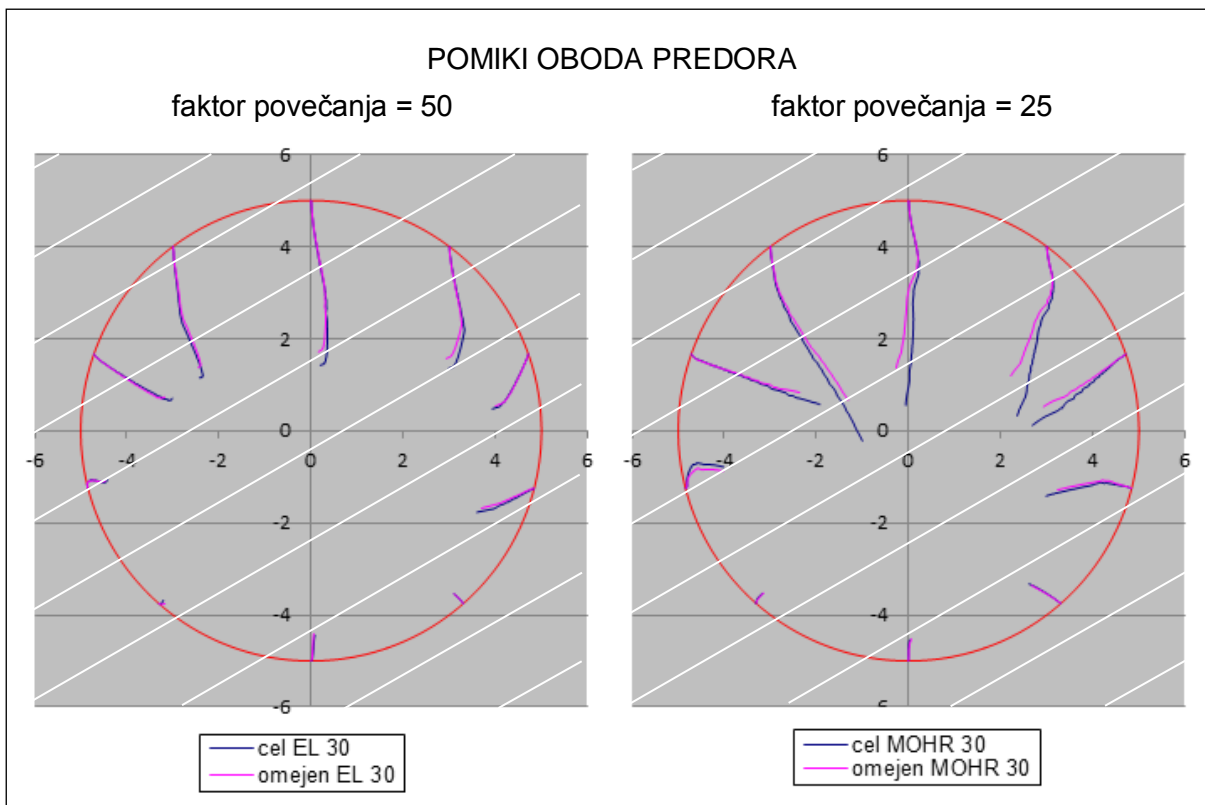 POMIKI OBODA PREDORA
faktor povečanja = 50
faktor povečanja = 25
6
4
2
0
-6 -4 -2 0 2 4 6
-2
-4
-6
cel EL 30
omejen EL 30
6
4
2
0
-6 -4 -2 0 2 4 6
-2
-4
-6
cel MOHR 30
omejen MOHR 30